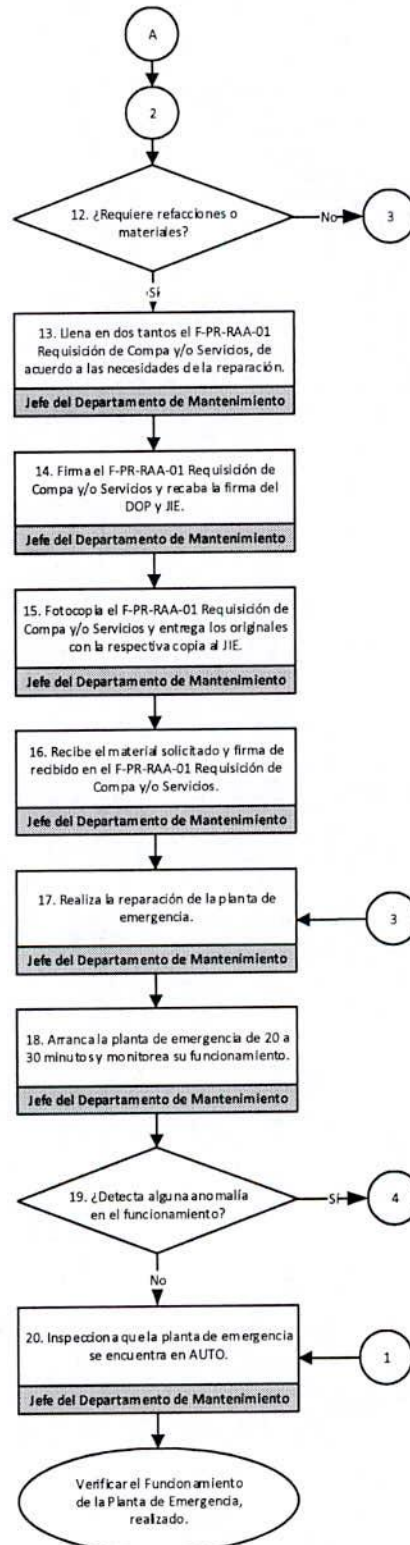 A
2
12. ¿Requiere refacciones o
materiales?
No
3
Sí
13. Llena en dos tantos el F-PR-RAA-01
Requisición de Compa y/o Servicios, de
acuerdo a las necesidades de la reparación.
Jefe del Departamento de Mantenimiento
14. Firma el F-PR-RAA-01 Requisición de
Compa y/o Servicios y recaba la firma del
DOP y JIE.
Jefe del Departamento de Mantenimiento
15. Fotocopia el F-PR-RAA-01 Requisición de
Compa y/o Servicios y entrega los originales
con la respectiva copia al JIE.
Jefe del Departamento de Mantenimiento
16. Recibe el material solicitado y firma de
recibido en el F-PR-RAA-01 Requisición de
Compa y/o Servicios.
Jefe del Departamento de Mantenimiento
17. Realiza la reparación de la planta de
emergencia.
3
Jefe del Departamento de Mantenimiento
18. Arranca la planta de emergencia de 20 a
30 minutos y monitorea su funcionamiento.
Jefe del Departamento de Mantenimiento
19. ¿Detecta alguna anomalía
en el funcionamiento?
Sí
4
No
20. Inspecciona que la planta de emergencia
se encuentra en AUTO.
1
Jefe del Departamento de Mantenimiento
Verificar el Funcionamiento
de la Planta de Emergencia,
realizado.